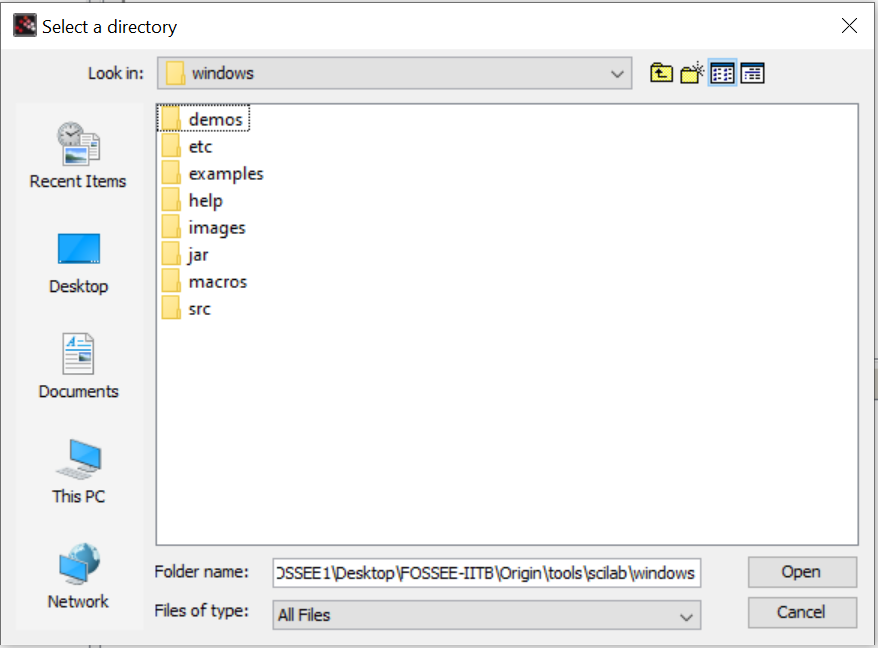 Select a directory
Look in: windows
Recent Items
Desktop
Documents
This PC
Network
demos
etc
examples
help
images
jar
macros
src
Folder name: OSSEE1\Desktop\FOSSEE-IITB\Origin\tools\scilab\windows
Open
Files of type: All Files
Cancel